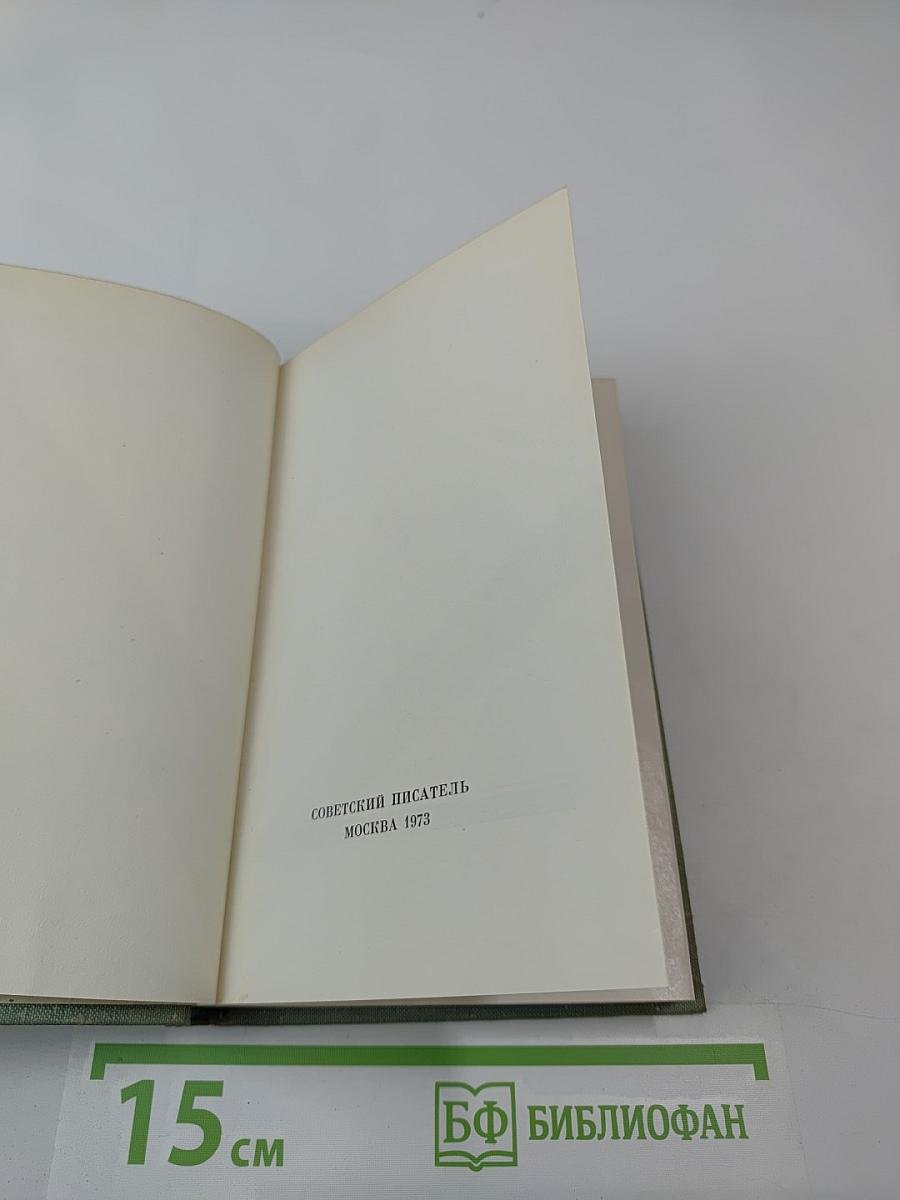 СОВЕТСКИЙ ПИСАТЕЛЬ
МОСКВА 1973
15 см
БФ БИБЛИОФАН